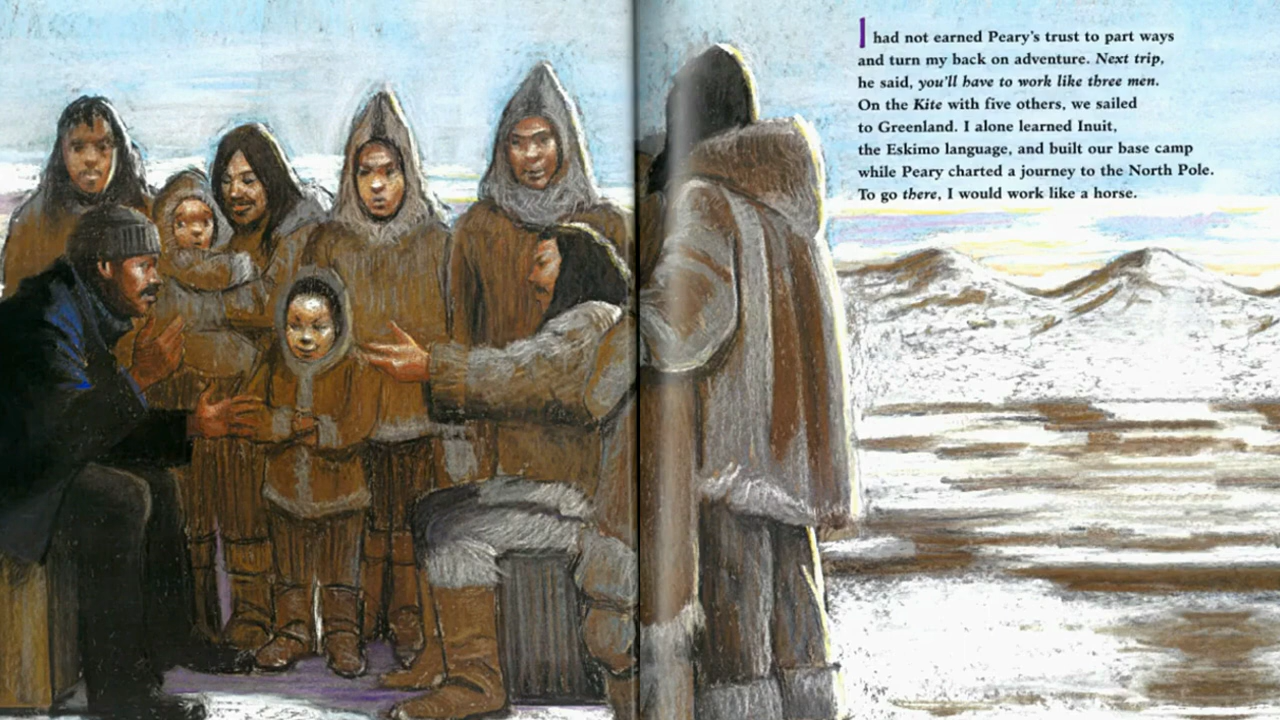 I had not earned Peary's trust to part ways
and turn my back on adventure. Next trip,
he said, you'll have to work like three men.
On the Kite with five others, we sailed
to Greenland. I alone learned Inuit,
the Eskimo language, and built our base camp
while Peary charted a journey to the North Pole.
To go there, I would work like a horse.